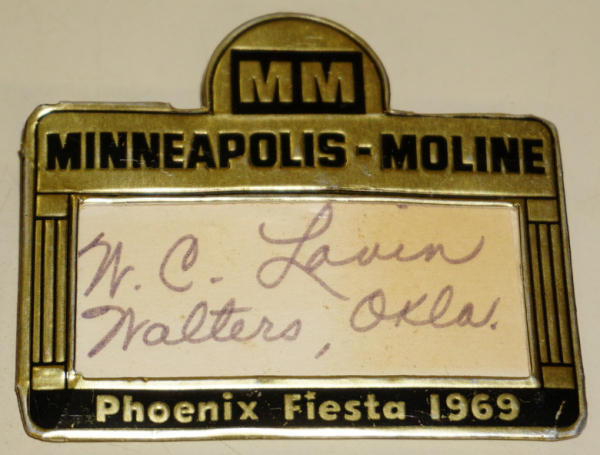 MM
MINNEAPOLIS-MOLINE
W. C. Lavin
Walters, Okla.
Phoenix Fiesta 1969